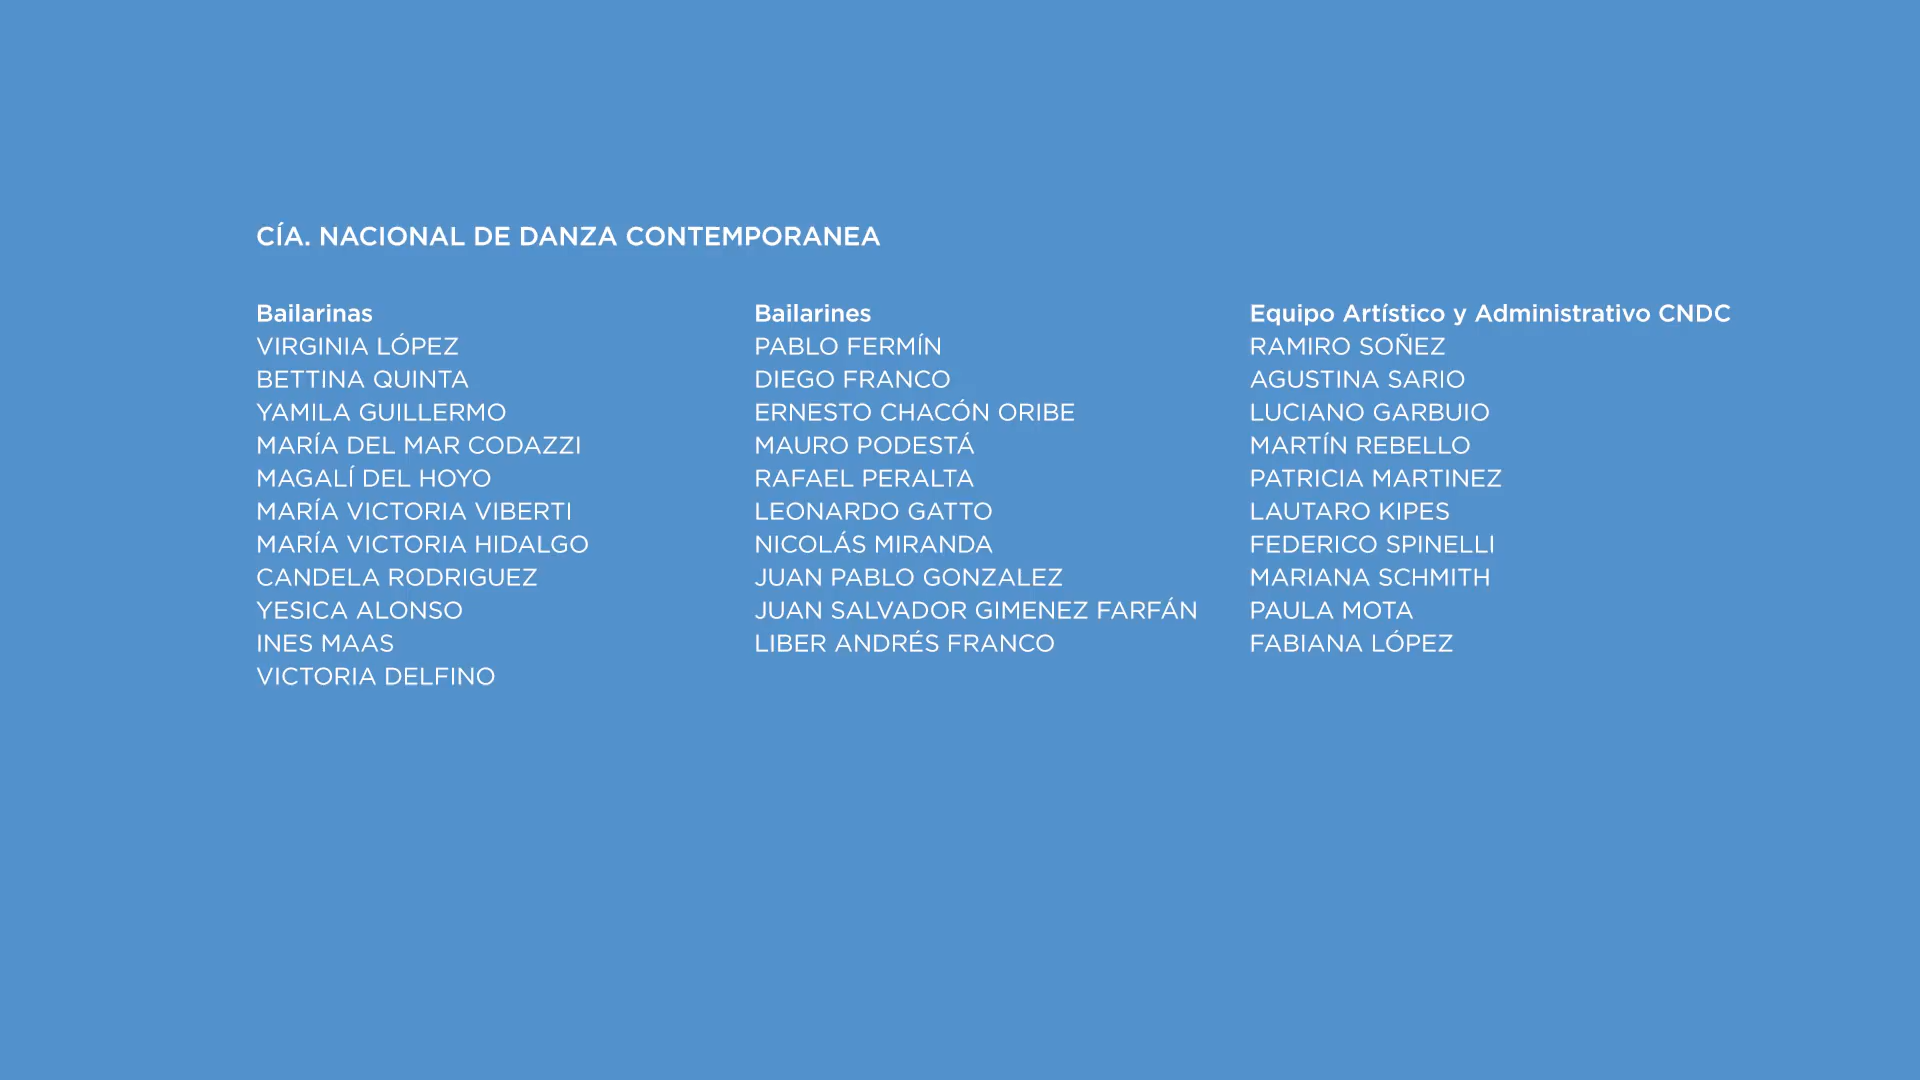 CÍA. NACIONAL DE DANZA CONTEMPORANEA
Bailarinas
VIRGINIA LÓPEZ
BETTINA QUINTA
YAMILA GUILLERMO
MARÍA DEL MAR CODAZZI
MAGALÍ DEL HOYO
MARÍA VICTORIA VIBERTI
MARÍA VICTORIA HIDALGO
CANDELA RODRIGUEZ
YESICA ALONSO
INES MAAS
VICTORIA DELFINO
Bailarines
PABLO FERMÍN
DIEGO FRANCO
ERNESTO CHACÓN ORIBE
MAURO PODESTÁ
RAFAEL PERALTA
LEONARDO GATTO
NICOLÁS MIRANDA
JUAN PABLO GONZALEZ
JUAN SALVADOR GIMENEZ FARFÁN
LIBER ANDRÉS FRANCO
Equipo Artístico y Administrativo CNDC
RAMIRO SOÑEZ
AGUSTINA SARIO
LUCIANO GARBUIO
MARTÍN REBELLO
PATRICIA MARTINEZ
LAUTARO KIPES
FEDERICO SPINELLI
MARIANA SCHMITH
PAULA MOTA
FABIANA LÓPEZ